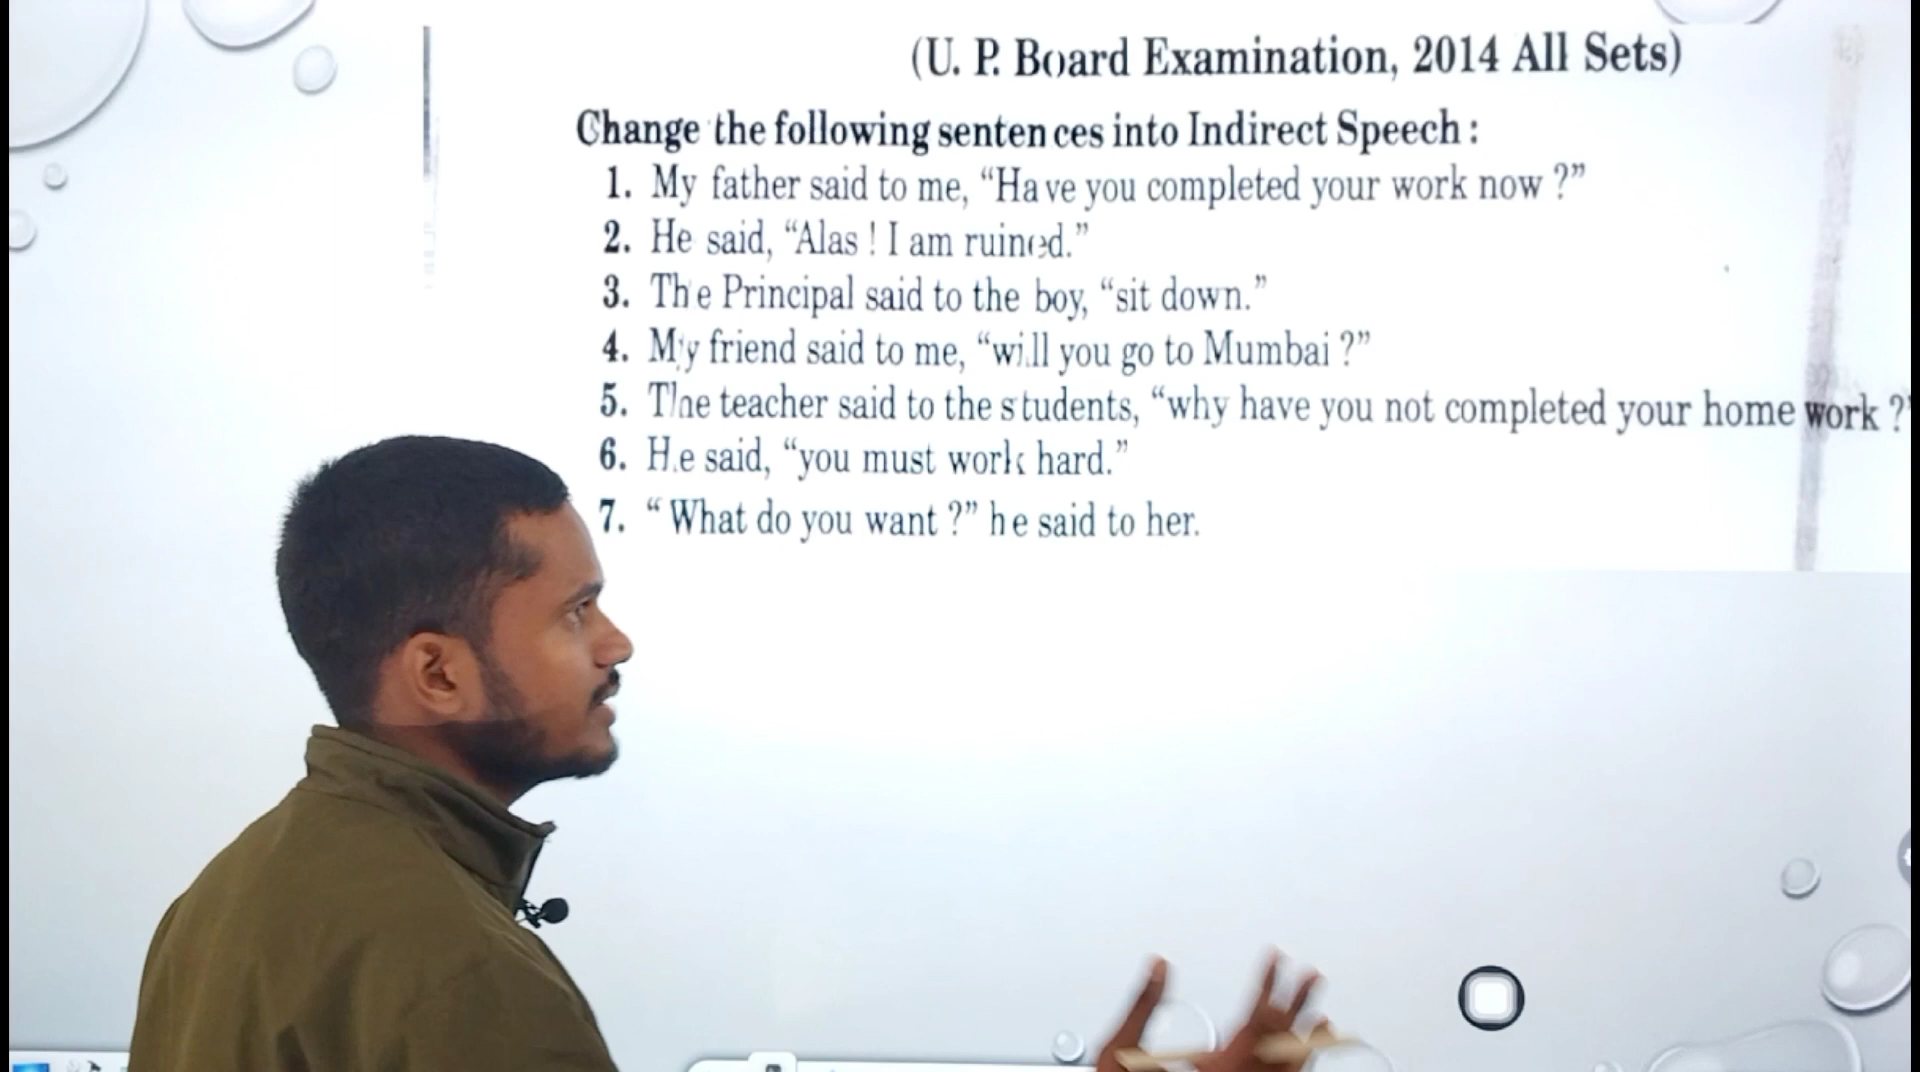 (U. P. Board Examination, 2014 All Sets)
Change the following sentences into Indirect Speech :
1. My father said to me, “Have you completed your work now ?”
2. He said, “Alas ! I am ruined.”
3. The Principal said to the boy, “sit down.”
4. My friend said to me, “will you go to Mumbai ?”
5. The teacher said to the students, “why have you not completed your home work ?”
6. He said, “you must work hard.”
7. “What do you want ?” he said to her.